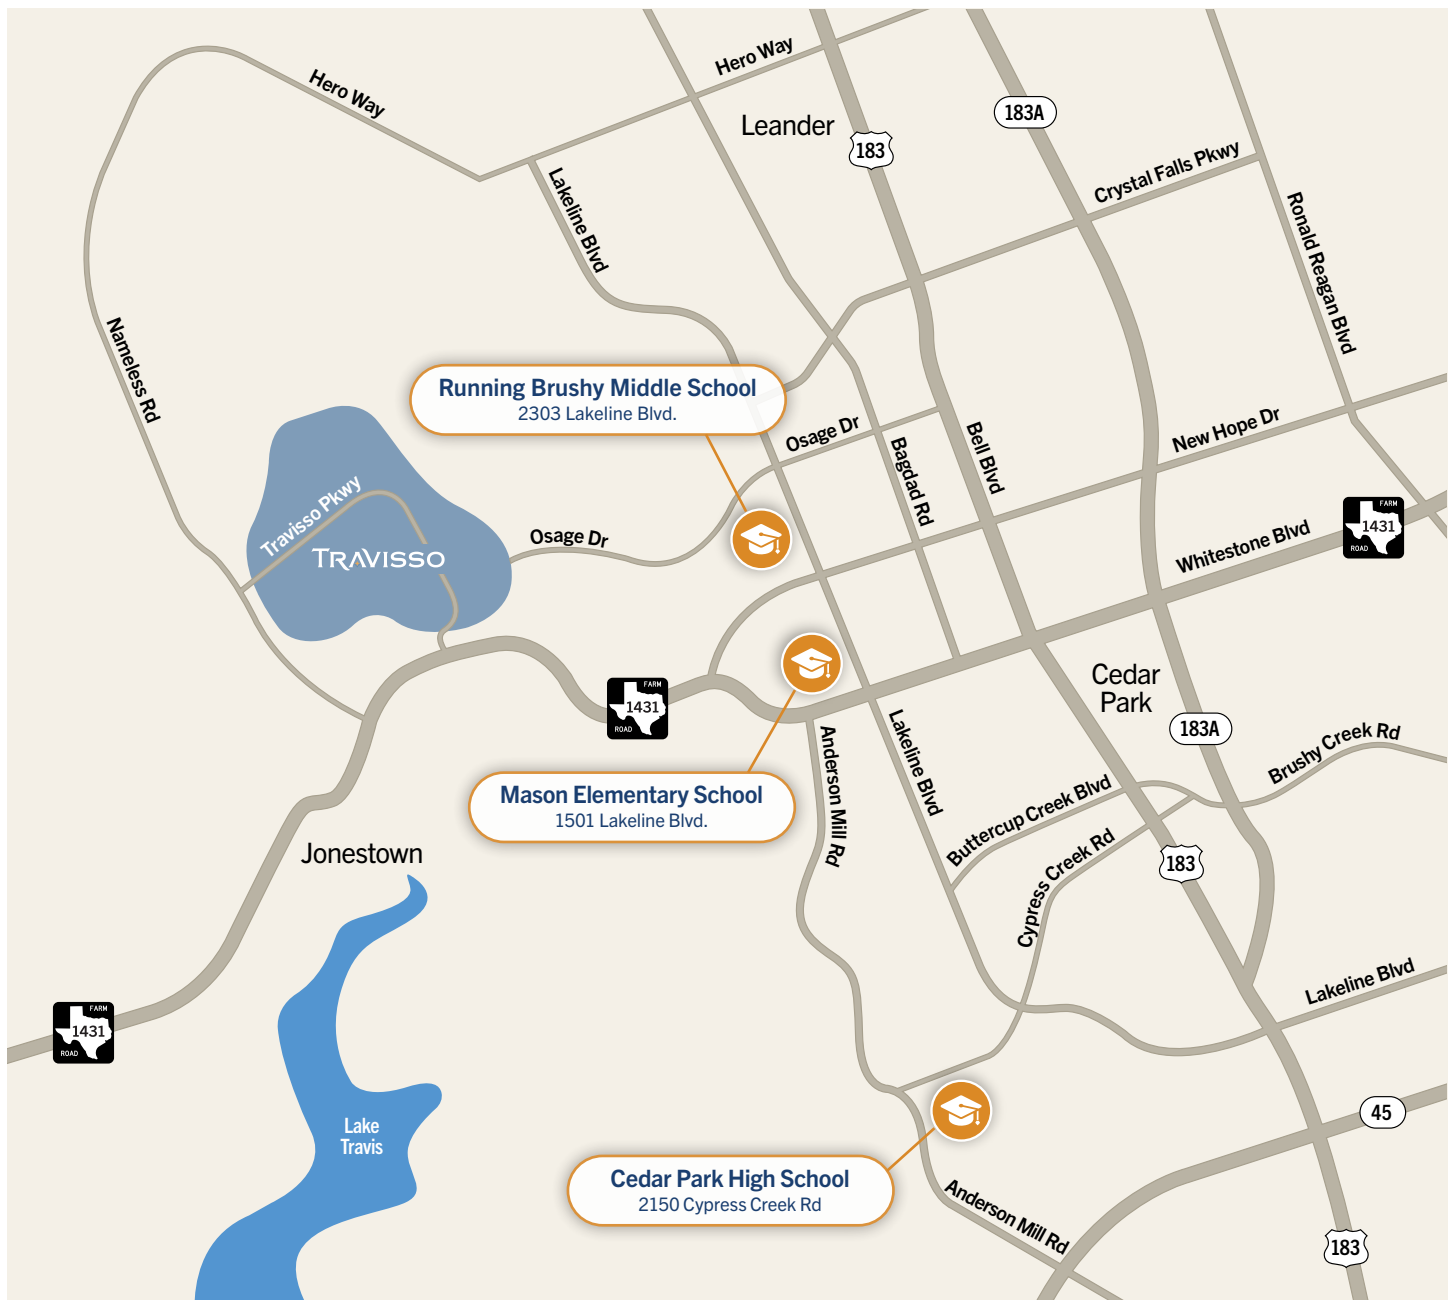 Hero Way
Hero Way
Leander
183A
183
Crystal Falls Pkwy
Lakeline Blvd
Ronald Reagan Blvd
Nameless Rd
Running Brushy Middle School
2303 Lakeline Blvd.
Osage Dr
New Hope Dr
Bell Blvd
Bagdad Rd
Travisso Pkwy
TRAVISSO
Osage Dr
FARM
1431
ROAD
Whitestone Blvd
Cedar
Park
FARM
1431
ROAD
183A
Lakeline Blvd
Anderson Mill Rd
Brushy Creek Rd
Mason Elementary School
1501 Lakeline Blvd.
Buttercup Creek Blvd
Cypress Creek Rd
Jonestown
183
Lakeline Blvd
FARM
1431
ROAD
Lake
Travis
45
Cedar Park High School
2150 Cypress Creek Rd
Anderson Mill Rd
183